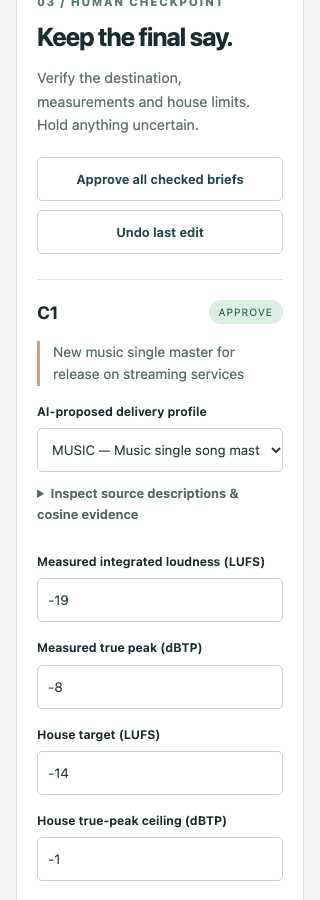 03 / HUMAN CHECKPOINT
Keep the final say.
Verify the destination,
measurements and house limits.
Hold anything uncertain.
Approve all checked briefs
Undo last edit
C1
APPROVE
New music single master for
release on streaming services
AI-proposed delivery profile
MUSIC — Music single song mast
Inspect source descriptions &
cosine evidence
Measured integrated loudness (LUFS)
-19
Measured true peak (dBTP)
-8
House target (LUFS)
-14
House true-peak ceiling (dBTP)
-1